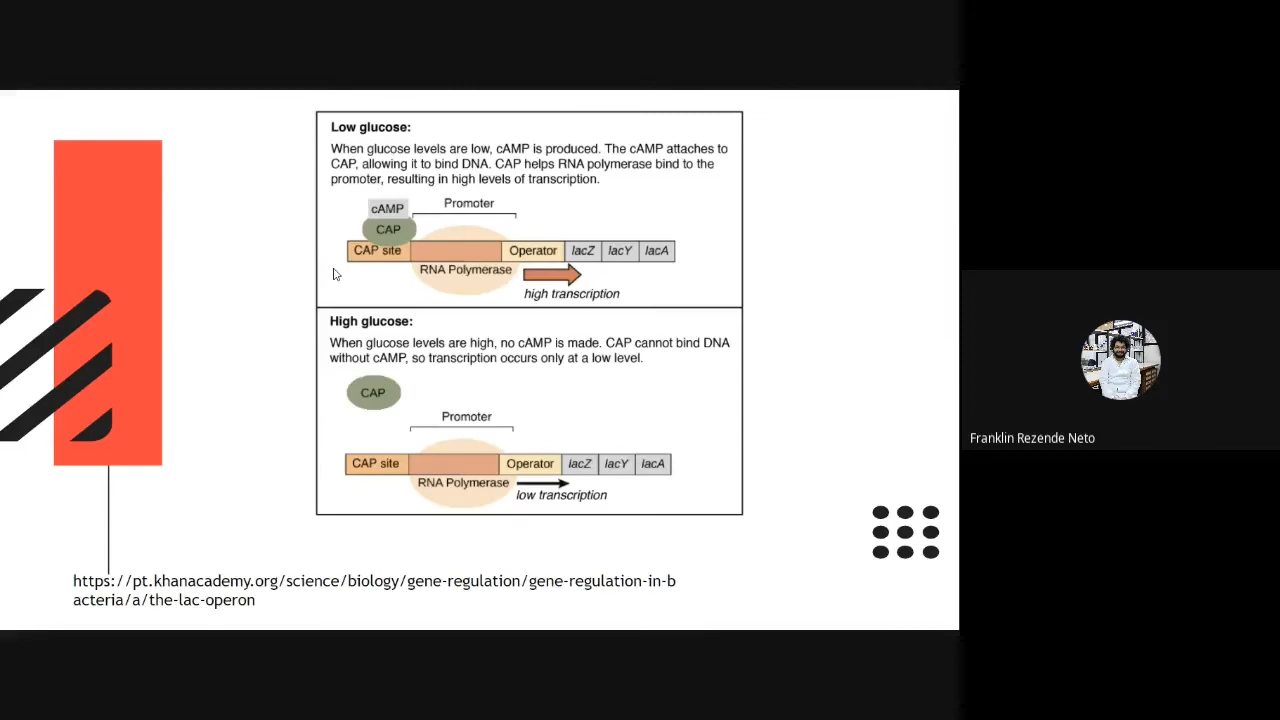 Low glucose:
When glucose levels are low, cAMP is produced. The cAMP attaches to
CAP, allowing it to bind DNA. CAP helps RNA polymerase bind to the
promoter, resulting in high levels of transcription.
cAMP
Promoter
CAP
CAP site
Operator
lacZ
lacY
lacA
RNA Polymerase
high transcription
High glucose:
When glucose levels are high, no cAMP is made. CAP cannot bind DNA
without cAMP, so transcription occurs only at a low level.
CAP
Promoter
CAP site
Operator
lacZ
lacY
lacA
RNA Polymerase
low transcription
https://pt.khanacademy.org/science/biology/gene-regulation/gene-regulation-in-b
acteria/a/the-lac-operon
Franklin Rezende Neto